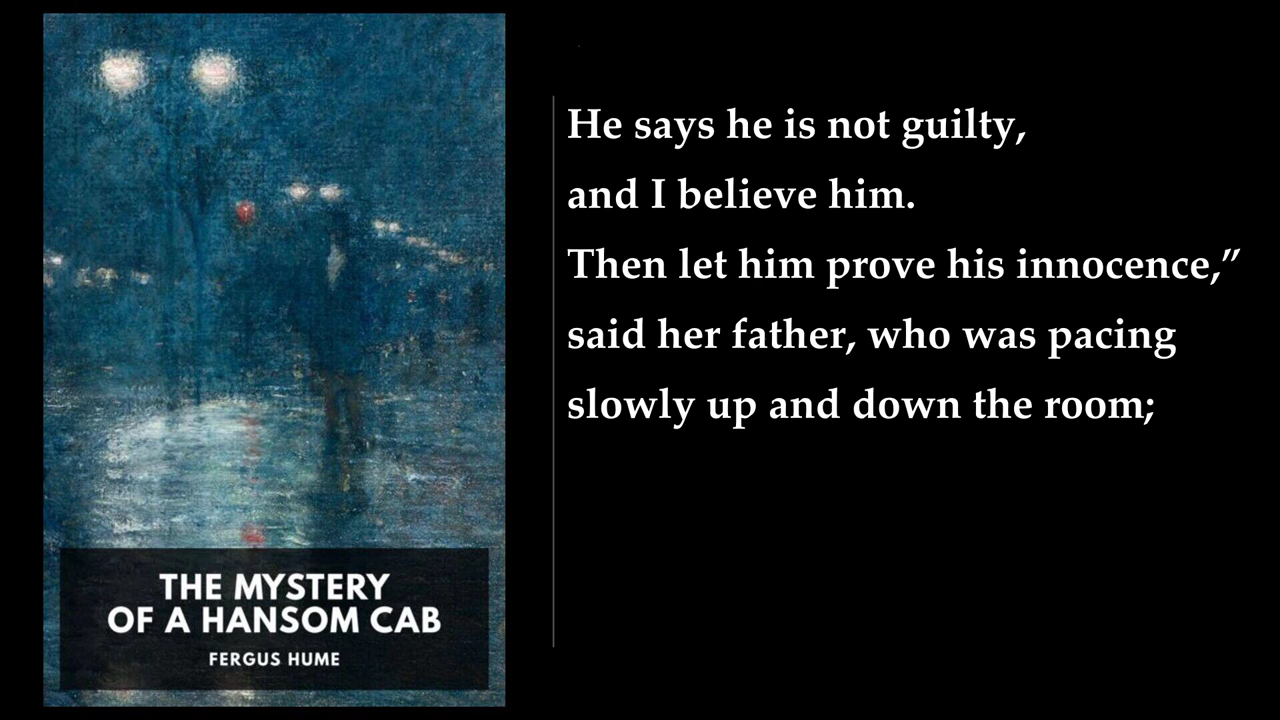 THE MYSTERY
OF A HANSOM CAB
FERGUS HUME
He says he is not guilty,
and I believe him.
Then let him prove his innocence,”
said her father, who was pacing
slowly up and down the room;